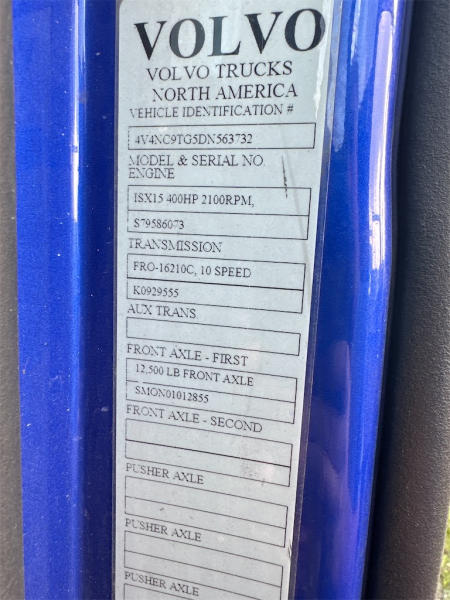 VOLVO
VOLVO TRUCKS
NORTH AMERICA
VEHICLE IDENTIFICATION #
4V4NC9TG5DN563732
MODEL & SERIAL NO.
ENGINE
ISX15 400HP 2100RPM,
S79586073
TRANSMISSION
FRO-16210C, 10 SPEED
K0929555
AUX TRANS.
FRONT AXLE - FIRST
12,500 LB FRONT AXLE
SMON01012855
FRONT AXLE - SECOND
PUSHER AXLE
PUSHER AXLE
PUSHER AXLE